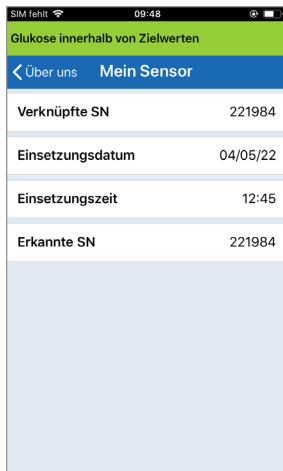 SIM fehlt 09:48
Glukose innerhalb von Zielwerten
Über uns Mein Sensor
Verknüpfte SN 221984
Einsetzungsdatum 04/05/22
Einsetzungszeit 12:45
Erkannte SN 221984